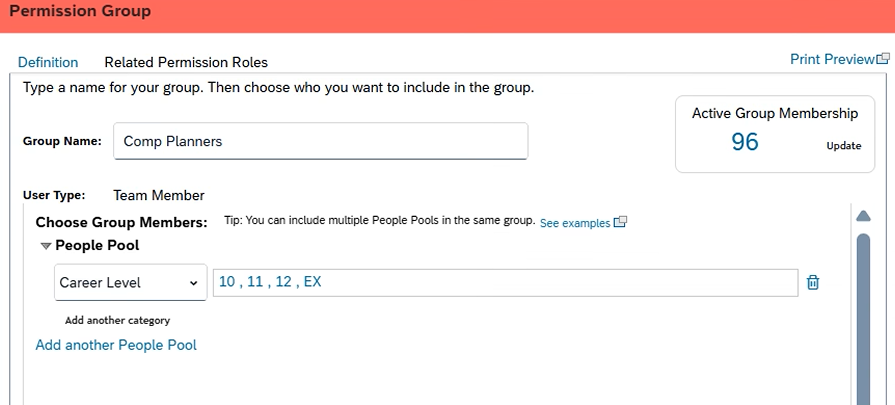 Permission Group
Definition Related Permission Roles Print Preview
Type a name for your group. Then choose who you want to include in the group.
Active Group Membership
Group Name: Comp Planners 96 Update
User Type: Team Member
Choose Group Members: Tip: You can include multiple People Pools in the same group. See examples
People Pool
Career Level 10 , 11 , 12 , EX
Add another category
Add another People Pool